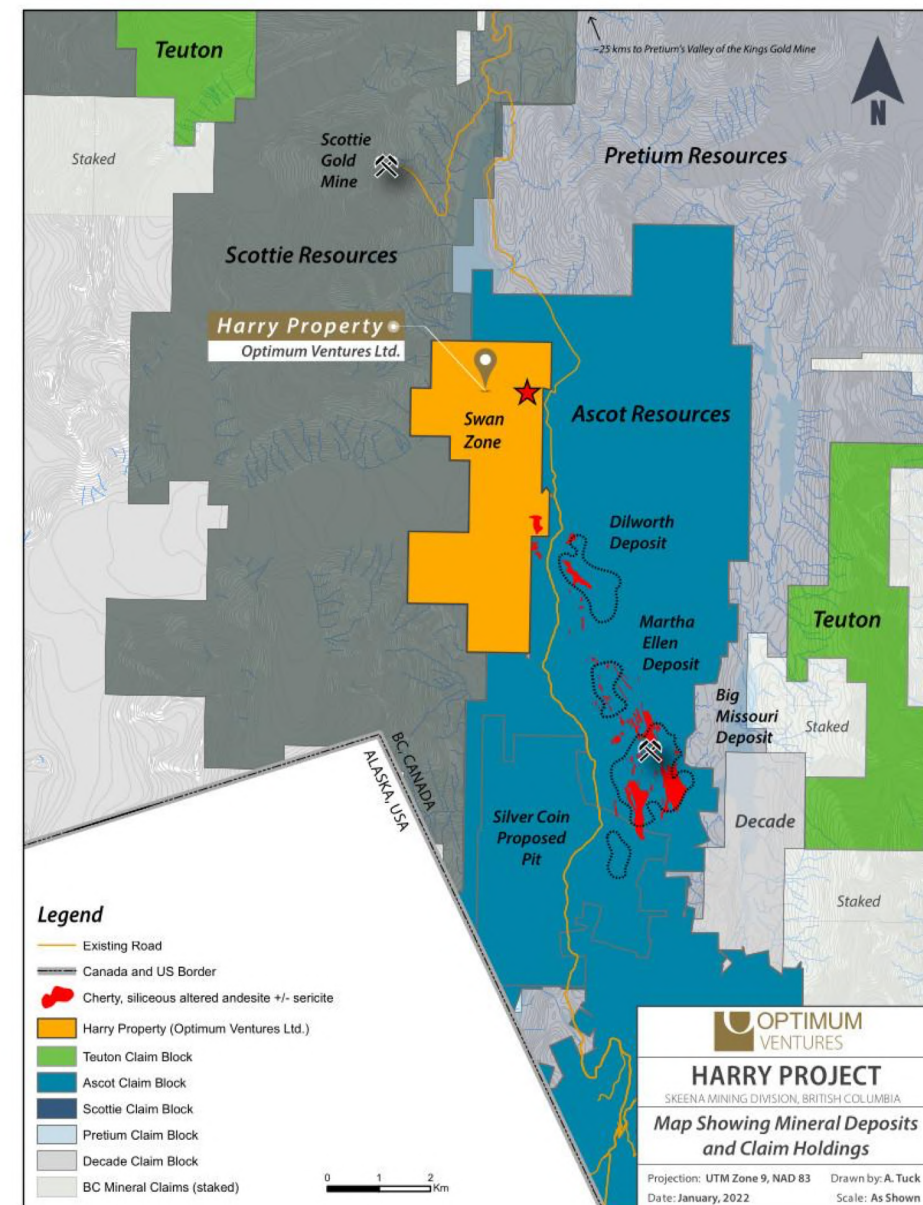 ~25 kms to Pretium's Valley of the Kings Gold Mine
Teuton
N
Staked
Scottie
Gold
Mine
Pretium Resources
Scottie Resources
Harry Property
Optimum Ventures Ltd.
Swan
Zone
Ascot Resources
Dilworth
Deposit
Martha
Ellen
Deposit
Teuton
Big
Missouri
Deposit
Staked
BC, CANADA
ALASKA, USA
Silver Coin
Proposed
Pit
Decade
Staked
Legend
Existing Road
Canada and US Border
Cherty, siliceous altered andesite +/- sericite
Harry Property (Optimum Ventures Ltd.)
Teuton Claim Block
Ascot Claim Block
Scottie Claim Block
Pretium Claim Block
Decade Claim Block
BC Mineral Claims (staked)
0 1 2
Km
OPTIMUM
VENTURES
HARRY PROJECT
SKEENA MINING DIVISION, BRITISH COLUMBIA
Map Showing Mineral Deposits
and Claim Holdings
Projection: UTM Zone 9, NAD 83 Drawn by: A. Tuck
Date: January, 2022 Scale: As Shown